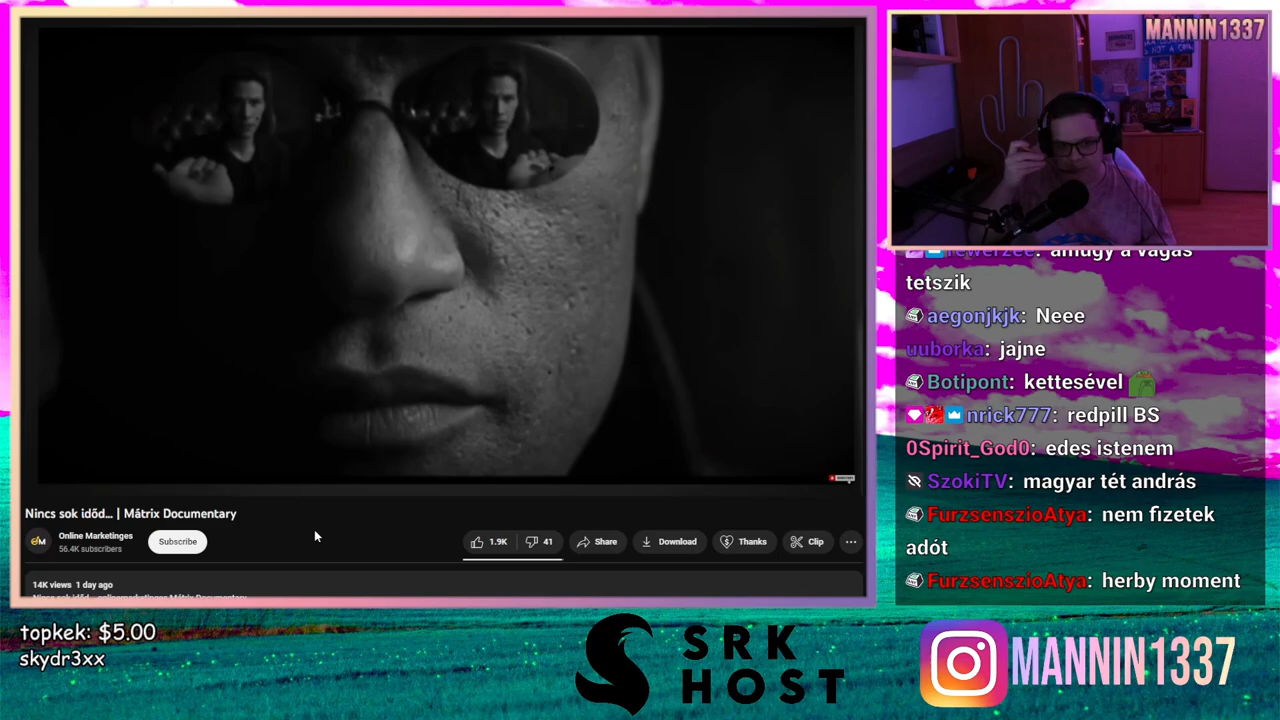 MANNIN1337
Nincs sok időd... | Mátrix Documentary
Online Marketinges
56.4K subscribers
Subscribe
1.9K
41
Share
Download
Thanks
Clip
14K views 1 day ago
rewerzee: amúgy a vágás
tetszik
aegonjkjk: Neee
uuborka: jajne
Botipont: kettesével
nrick777: redpill BS
0Spirit_God0: edes istenem
SzokiTV: magyar tét andrás
FurzsenszioAtya: nem fizetek
adót
FurzsenszioAtya: herby moment
topkek: $5.00
skydr3xx
SRK
HOST
MANNIN1337